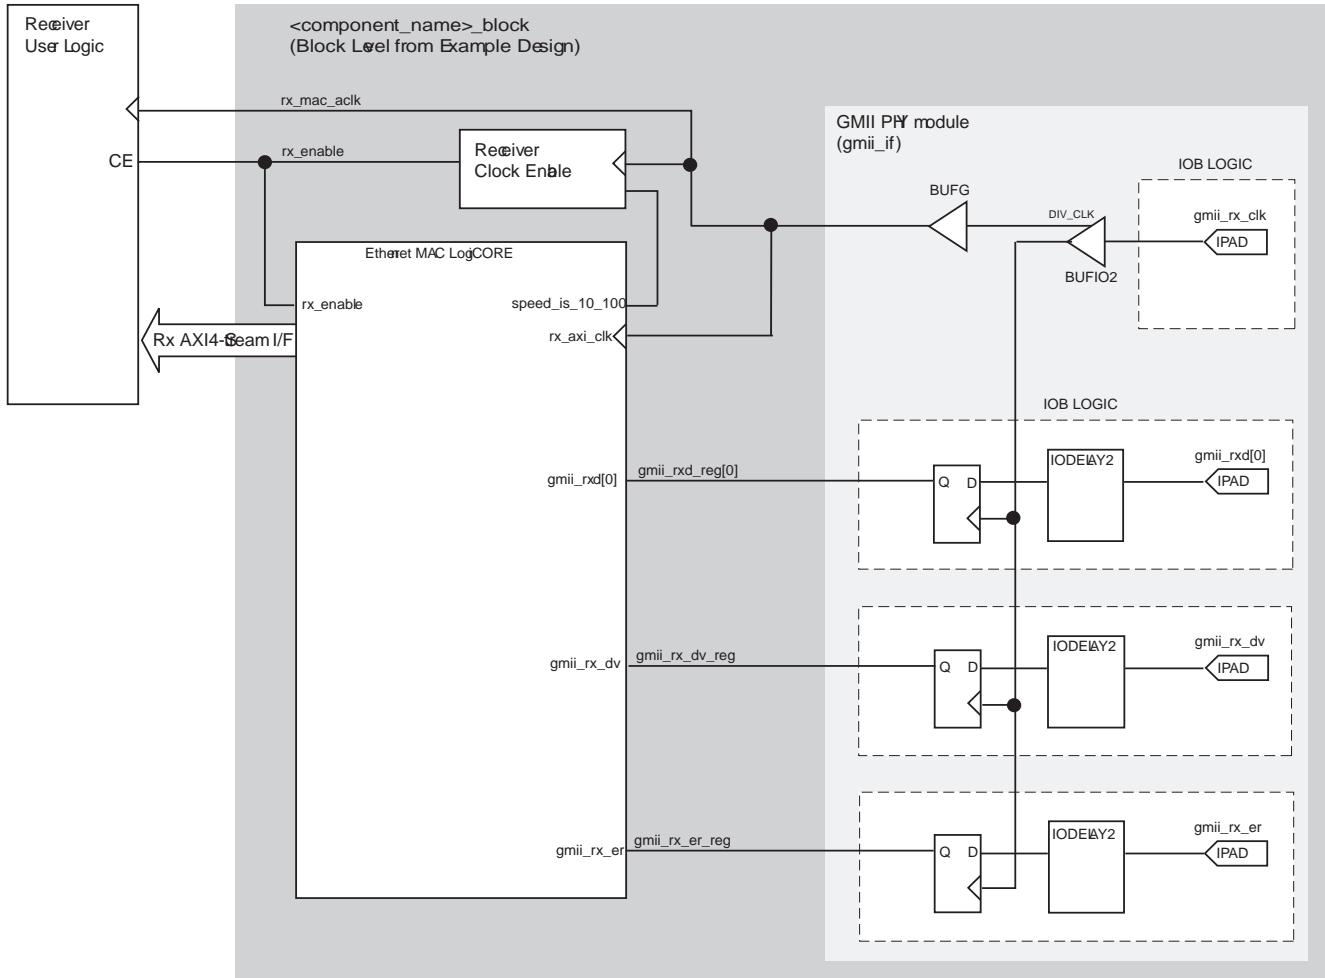 Receiver
User Logic
<component_name>_block
(Block Level from Example Design)
rx_mac_aclk
GMII PHY module
(gmii_if)
CE
rx_enable
Receiver
Clock Enable
IOB LOGIC
BUFG
DIV_CLK
gmii_rx_clk
IPAD
BUFIO2
Ethernet MAC LogiCORE
rx_enable
speed_is_10_100
rx_axi_clk
Rx AXI4-Stream I/F
IOB LOGIC
gmii_rxd[0]
gmii_rxd_reg[0]
Q D
IODELAY2
gmii_rxd[0]
IPAD
gmii_rx_dv
gmii_rx_dv_reg
Q D
IODELAY2
gmii_rx_dv
IPAD
gmii_rx_er
gmii_rx_er_reg
Q D
IODELAY2
gmii_rx_er
IPAD